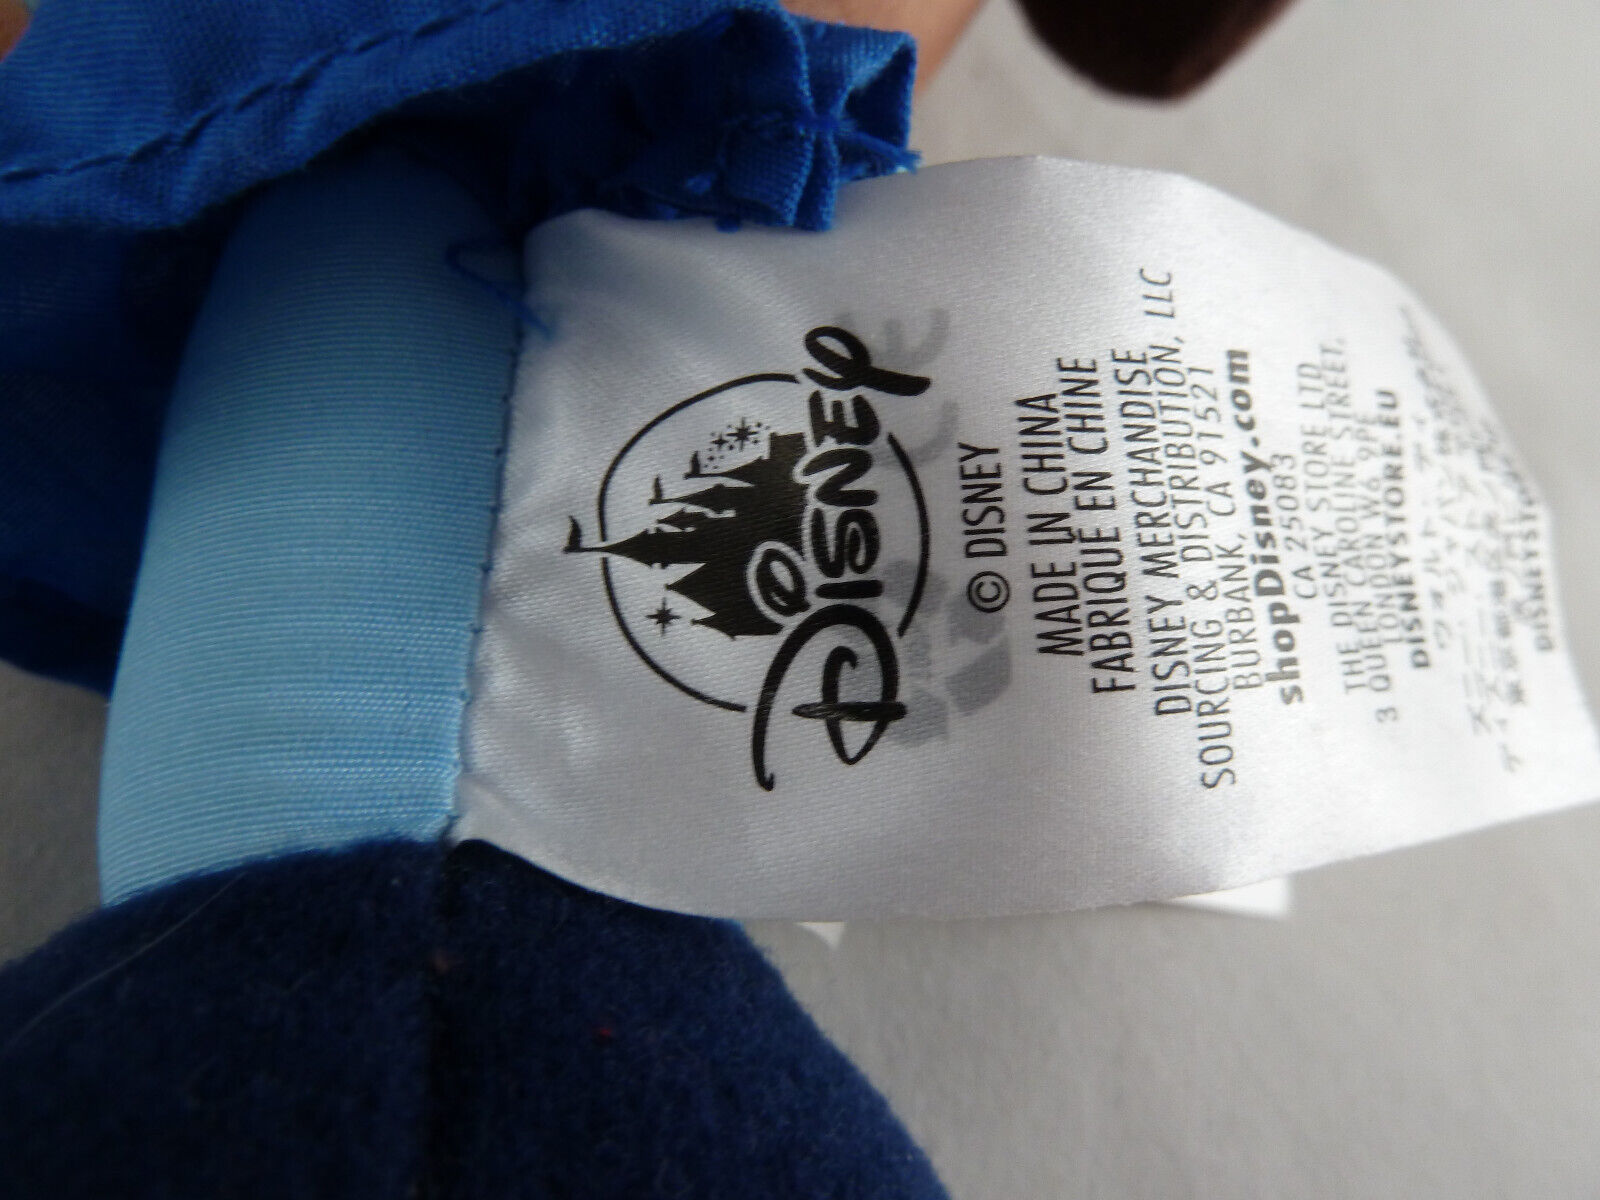 Disney
© DISNEY
MADE IN CHINA
FABRIQUE EN CHINE
DISNEY MERCHANDISE
SOURCING & DISTRIBUTION, LLC
BURBANK, CA 91521
shopDisney.com
CA 25083
THE DISNEY STORE LTD
3 QUEEN CAROLINE STREET,
LONDON W6 9PE
DISNEYSTORE.EU